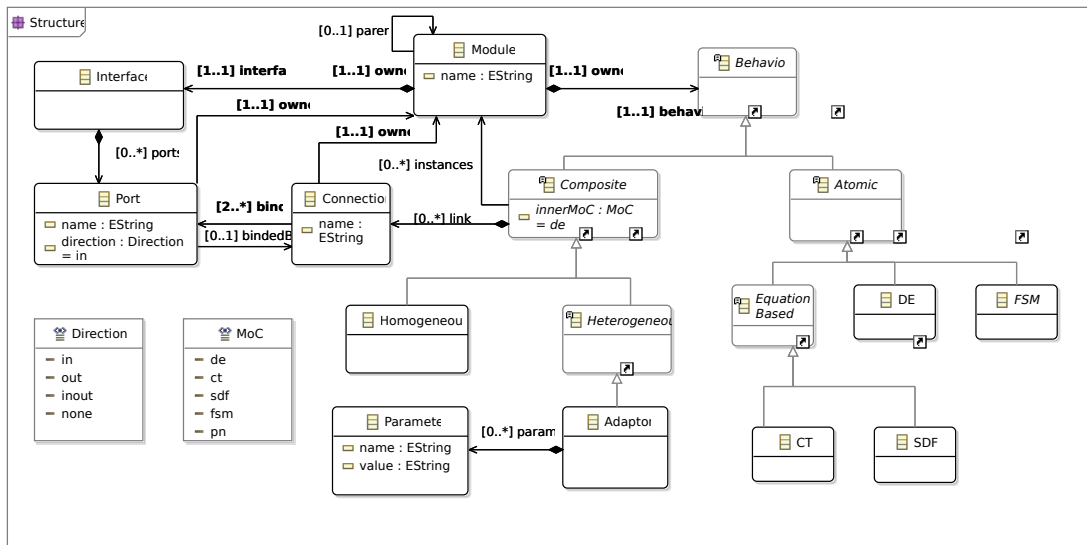 Structure
[0..1] parer
Module
name : EString
Interface
[1..1] interfa
[1..1] owne
[1..1] owne
Behavio
[1..1] owne
[1..1] behavi
[1..1] owne
[0..*] ports
[0..*] instances
Port
name : EString
direction : Direction
= in
[2..*] bind
[0..1] bindedB
Connection
name :
EString
[0..*] link
Composite
innerMoC : MoC
= de
Atomic
Homogeneou
Heterogeneou
Equation
Based
DE
FSM
Direction
in
out
inout
none
MoC
de
ct
sdf
fsm
pn
Paramete
name : EString
value : EString
[0..*] param
Adaptor
CT
SDF